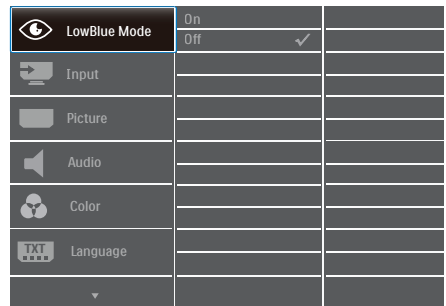 LowBlue Mode
On
Off
Input
Picture
Audio
Color
TXT
Language